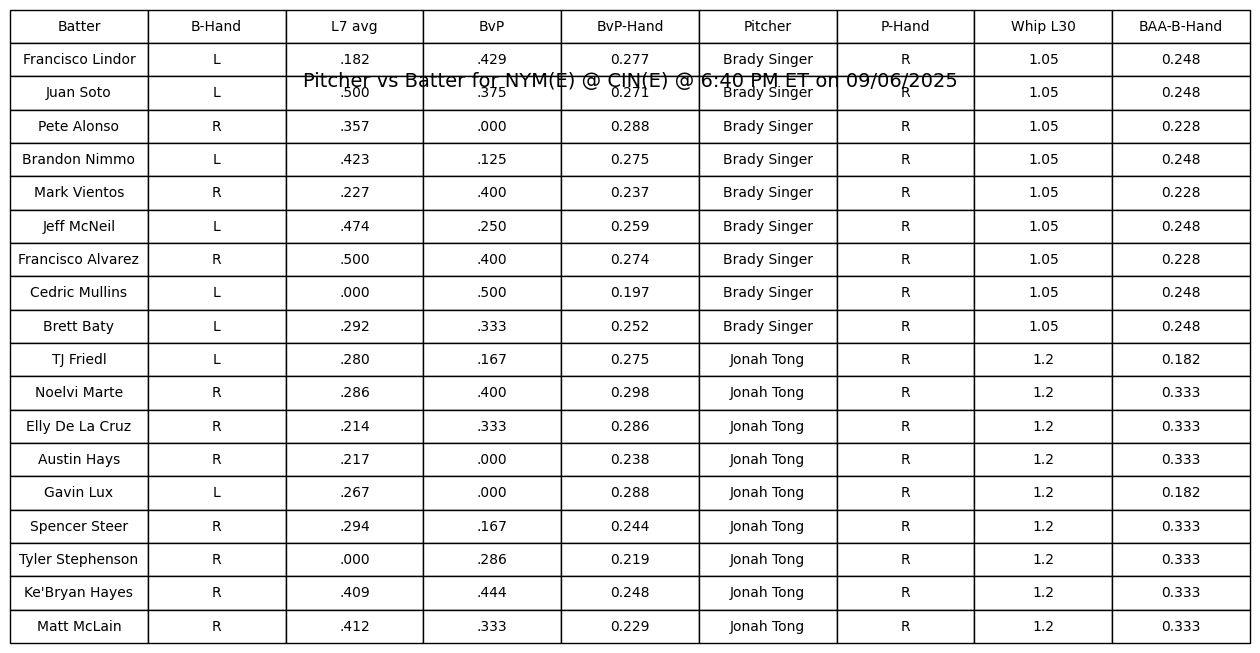 Batter B-Hand L7 avg BvP BvP-Hand Pitcher P-Hand Whip L30 BAA-B-Hand
Francisco Lindor L .182 .429 0.277 Brady Singer R 1.05 0.248
Pitcher vs Batter for NYM(E) @ CIN(E) @ 6:40 PM ET on 09/06/2025
Juan Soto L .500 .375 0.271 Brady Singer R 1.05 0.248
Pete Alonso R .357 .000 0.288 Brady Singer R 1.05 0.228
Brandon Nimmo L .423 .125 0.275 Brady Singer R 1.05 0.248
Mark Vientos R .227 .400 0.237 Brady Singer R 1.05 0.228
Jeff McNeil L .474 .250 0.259 Brady Singer R 1.05 0.248
Francisco Alvarez R .500 .400 0.274 Brady Singer R 1.05 0.228
Cedric Mullins L .000 .500 0.197 Brady Singer R 1.05 0.248
Brett Baty L .292 .333 0.252 Brady Singer R 1.05 0.248
TJ Friedl L .280 .167 0.275 Jonah Tong R 1.2 0.182
Noelvi Marte R .286 .400 0.298 Jonah Tong R 1.2 0.333
Elly De La Cruz R .214 .333 0.286 Jonah Tong R 1.2 0.333
Austin Hays R .217 .000 0.238 Jonah Tong R 1.2 0.333
Gavin Lux L .267 .000 0.288 Jonah Tong R 1.2 0.182
Spencer Steer R .294 .167 0.244 Jonah Tong R 1.2 0.333
Tyler Stephenson R .000 .286 0.219 Jonah Tong R 1.2 0.333
Ke'Bryan Hayes R .409 .444 0.248 Jonah Tong R 1.2 0.333
Matt McLain R .412 .333 0.229 Jonah Tong R 1.2 0.333